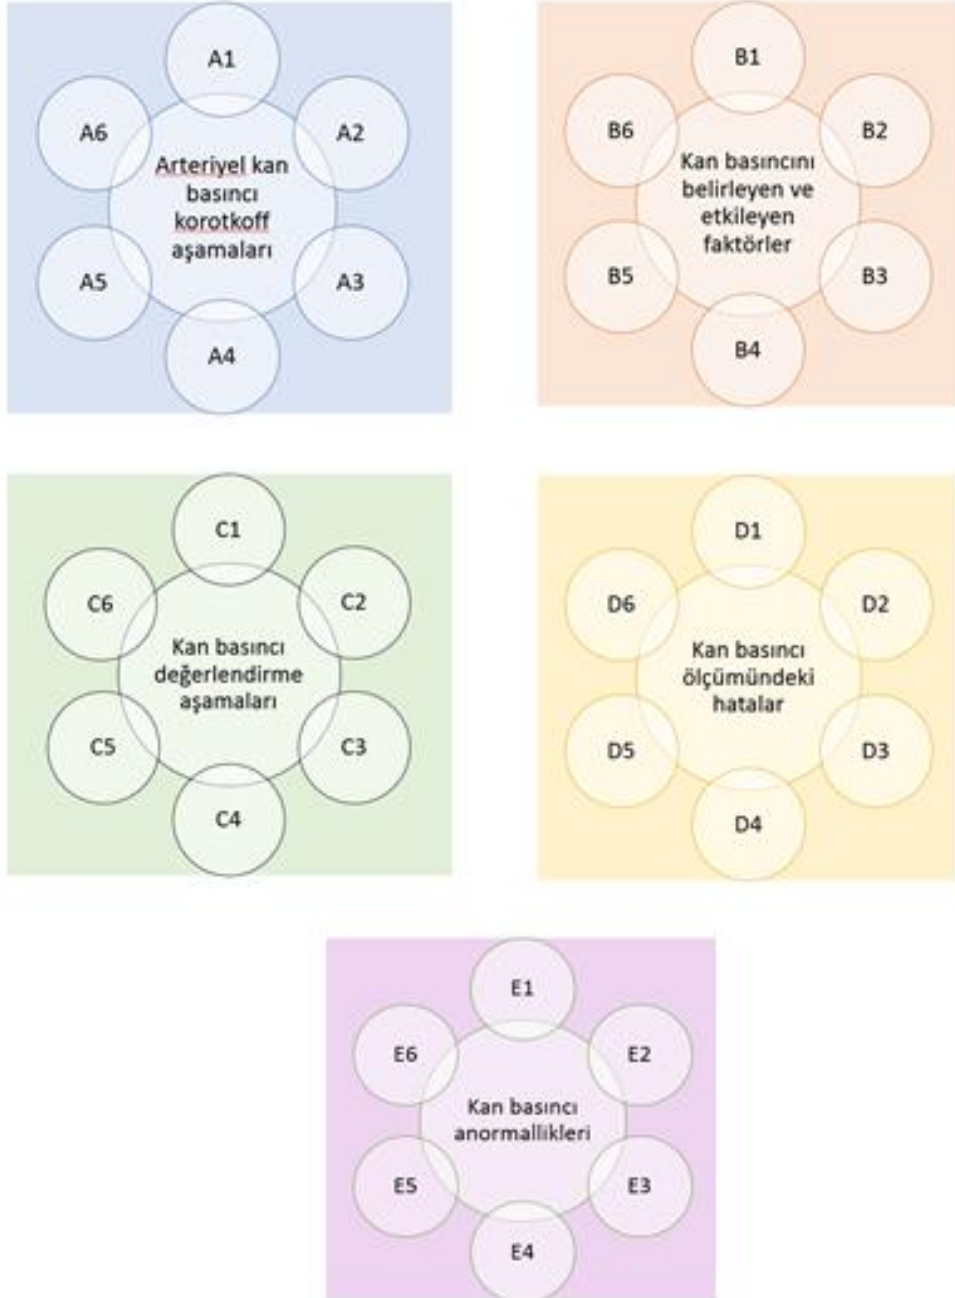 A1
A6
A2
Arteriyel kan
basıncı
korotkoff
aşamaları
A5
A3
A4
B1
B6
B2
Kan basıncını
belirleyen ve
etkileyen
faktörler
B5
B3
B4
C1
C6
C2
Kan basıncı
değerlendirme
aşamaları
C5
C3
C4
D1
D6
D2
Kan basıncı
ölçümündeki
hatalar
D5
D3
D4
E1
E6
E2
Kan basıncı
anormallikleri
E5
E3
E4